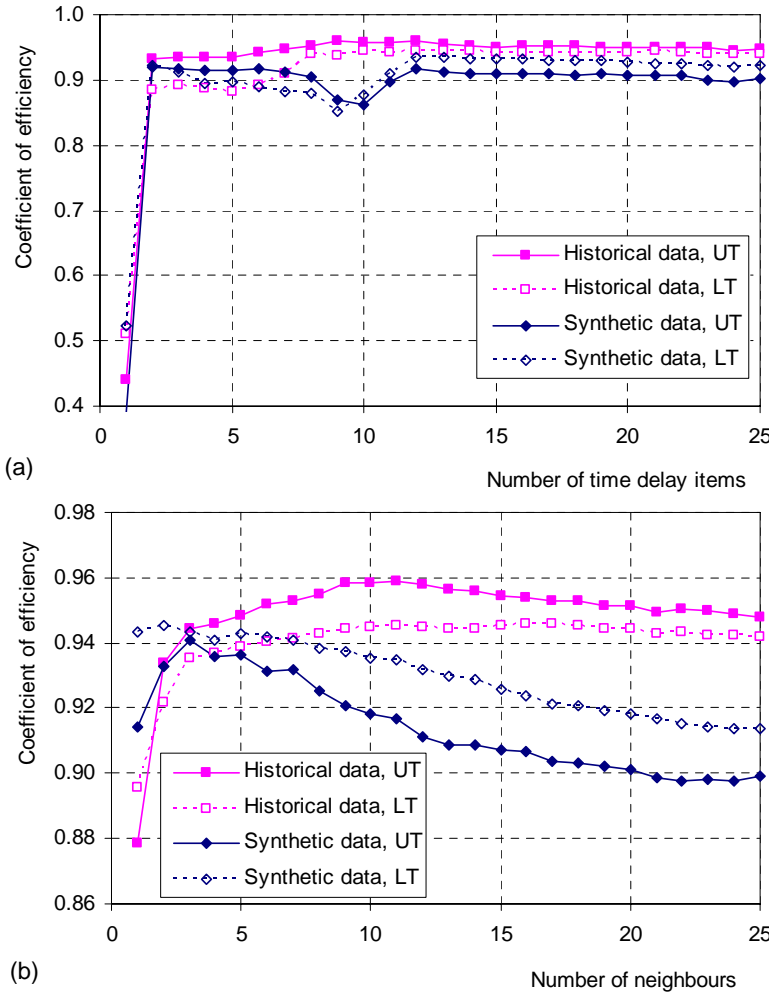 1.0
0.9
0.8
0.7
0.6
0.5
0.4
Coefficient of efficiency
Historical data, UT
Historical data, LT
Synthetic data, UT
Synthetic data, LT
0 5 10 15 20 25
(a)
Number of time delay items
0.98
0.96
0.94
0.92
0.90
0.88
0.86
Coefficient of efficiency
Historical data, UT
Historical data, LT
Synthetic data, UT
Synthetic data, LT
0 5 10 15 20 25
(b)
Number of neighbours